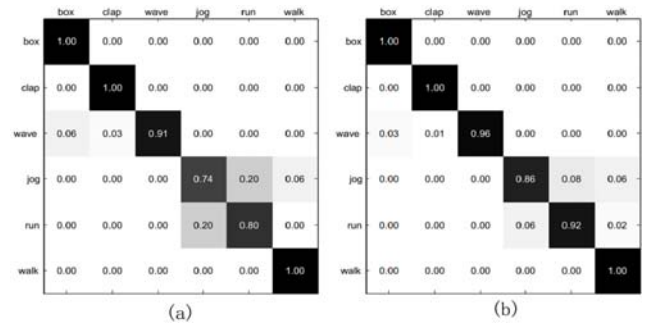 box clap wave jog run walk
box 1.00 0.00 0.00 0.00 0.00 0.00
clap 0.00 1.00 0.00 0.00 0.00 0.00
wave 0.06 0.03 0.91 0.00 0.00 0.00
jog 0.00 0.00 0.00 0.74 0.20 0.06
run 0.00 0.00 0.00 0.20 0.80 0.00
walk 0.00 0.00 0.00 0.00 0.00 1.00
(a)
box clap wave jog run walk
box 1.00 0.00 0.00 0.00 0.00 0.00
clap 0.00 1.00 0.00 0.00 0.00 0.00
wave 0.03 0.01 0.96 0.00 0.00 0.00
jog 0.00 0.00 0.00 0.86 0.08 0.06
run 0.00 0.00 0.00 0.06 0.92 0.02
walk 0.00 0.00 0.00 0.00 0.00 1.00
(b)